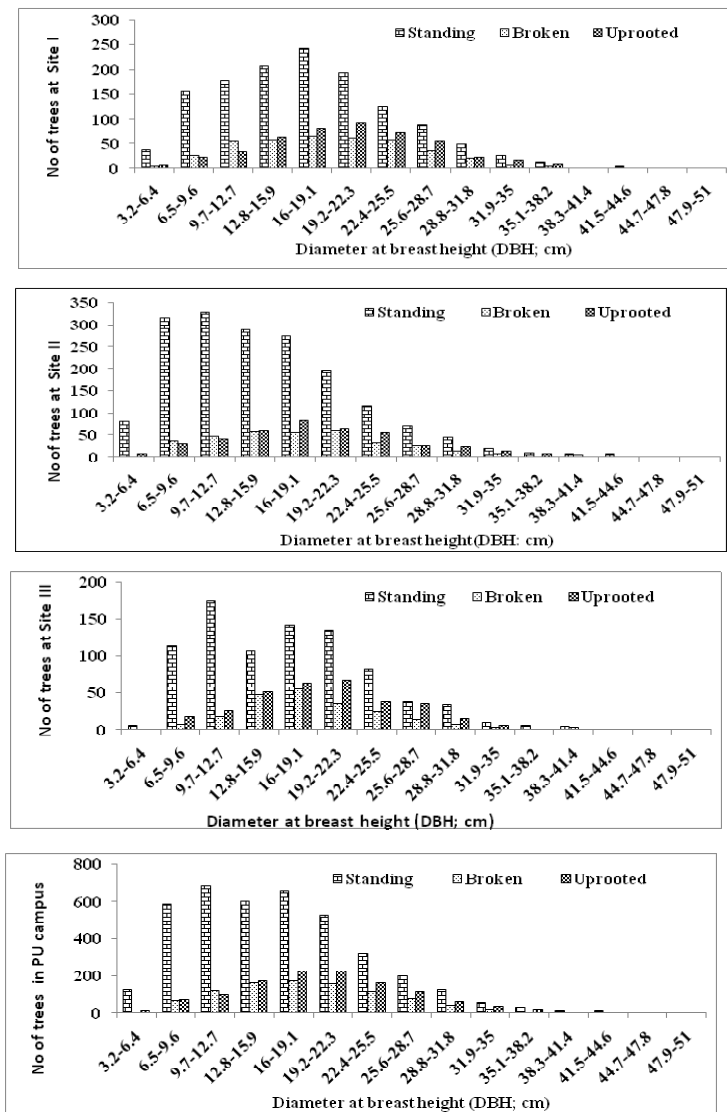 No of trees at Site I
300
250
200
150
100
50
0
Standing Broken Uprooted
3.2-6.4 6.5-9.6 9.7-12.7 12.8-15.9 16-19.1 19.2-22.3 22.4-25.5 25.6-28.7 28.8-31.8 31.9-35 35.1-38.2 38.3-41.4 41.5-44.6 44.7-47.8 47.9-51
Diameter at breast height (DBH; cm)
No of trees at Site II
350
300
250
200
150
100
50
0
Standing Broken Uprooted
3.2-6.4 6.5-9.6 9.7-12.7 12.8-15.9 16-19.1 19.2-22.3 22.4-25.5 25.6-28.7 28.8-31.8 31.9-35 35.1-38.2 38.3-41.4 41.5-44.6 44.7-47.8 47.9-51
Diameter at breast height(DBH: cm)
No of trees at Site III
200
150
100
50
0
Standing Broken Uprooted
3.2-6.4 6.5-9.6 9.7-12.7 12.8-15.9 16-19.1 19.2-22.3 22.4-25.5 25.6-28.7 28.8-31.8 31.9-35 35.1-38.2 38.3-41.4 41.5-44.6 44.7-47.8 47.9-51
Diameter at breast height (DBH; cm)
No of trees in PU campus
800
600
400
200
0
Standing Broken Uprooted
3.2-6.4 6.5-9.6 9.7-12.7 12.8-15.9 16-19.1 19.2-22.3 22.4-25.5 25.6-28.7 28.8-31.8 31.9-35 35.1-38.2 38.3-41.4 41.5-44.6 44.7-47.8 47.9-51
Diameter at breast height (DBH; cm)